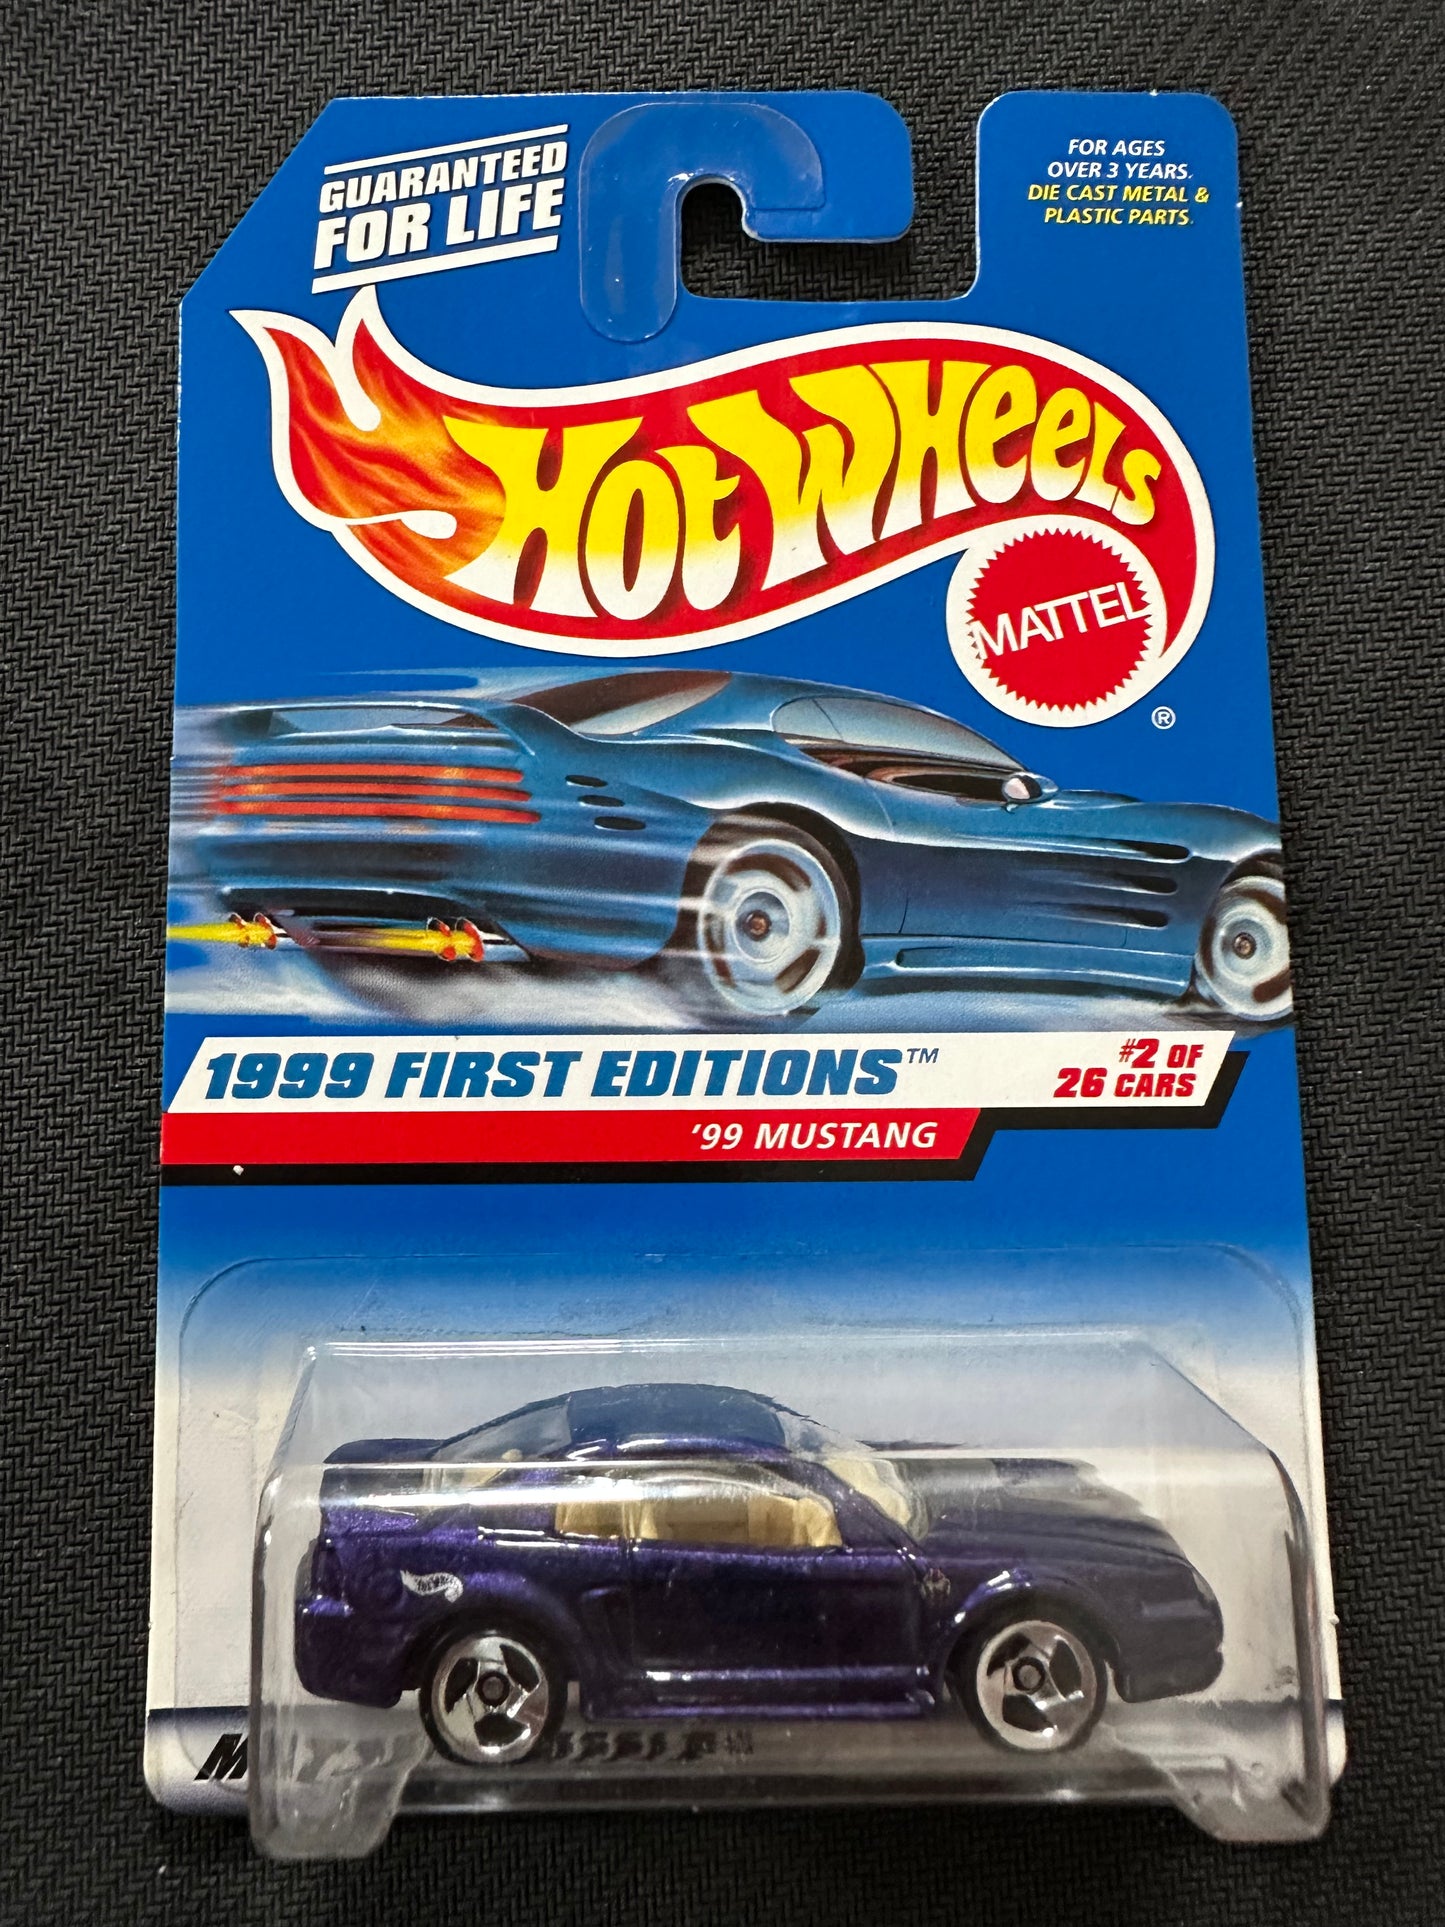 GUARANTEED
FOR LIFE
FOR AGES
OVER 3 YEARS.
DIE CAST METAL &
PLASTIC PARTS.
HOT WHEELS
MATTEL
®
1999 FIRST EDITIONS™
#2 OF
26 CARS
'99 MUSTANG